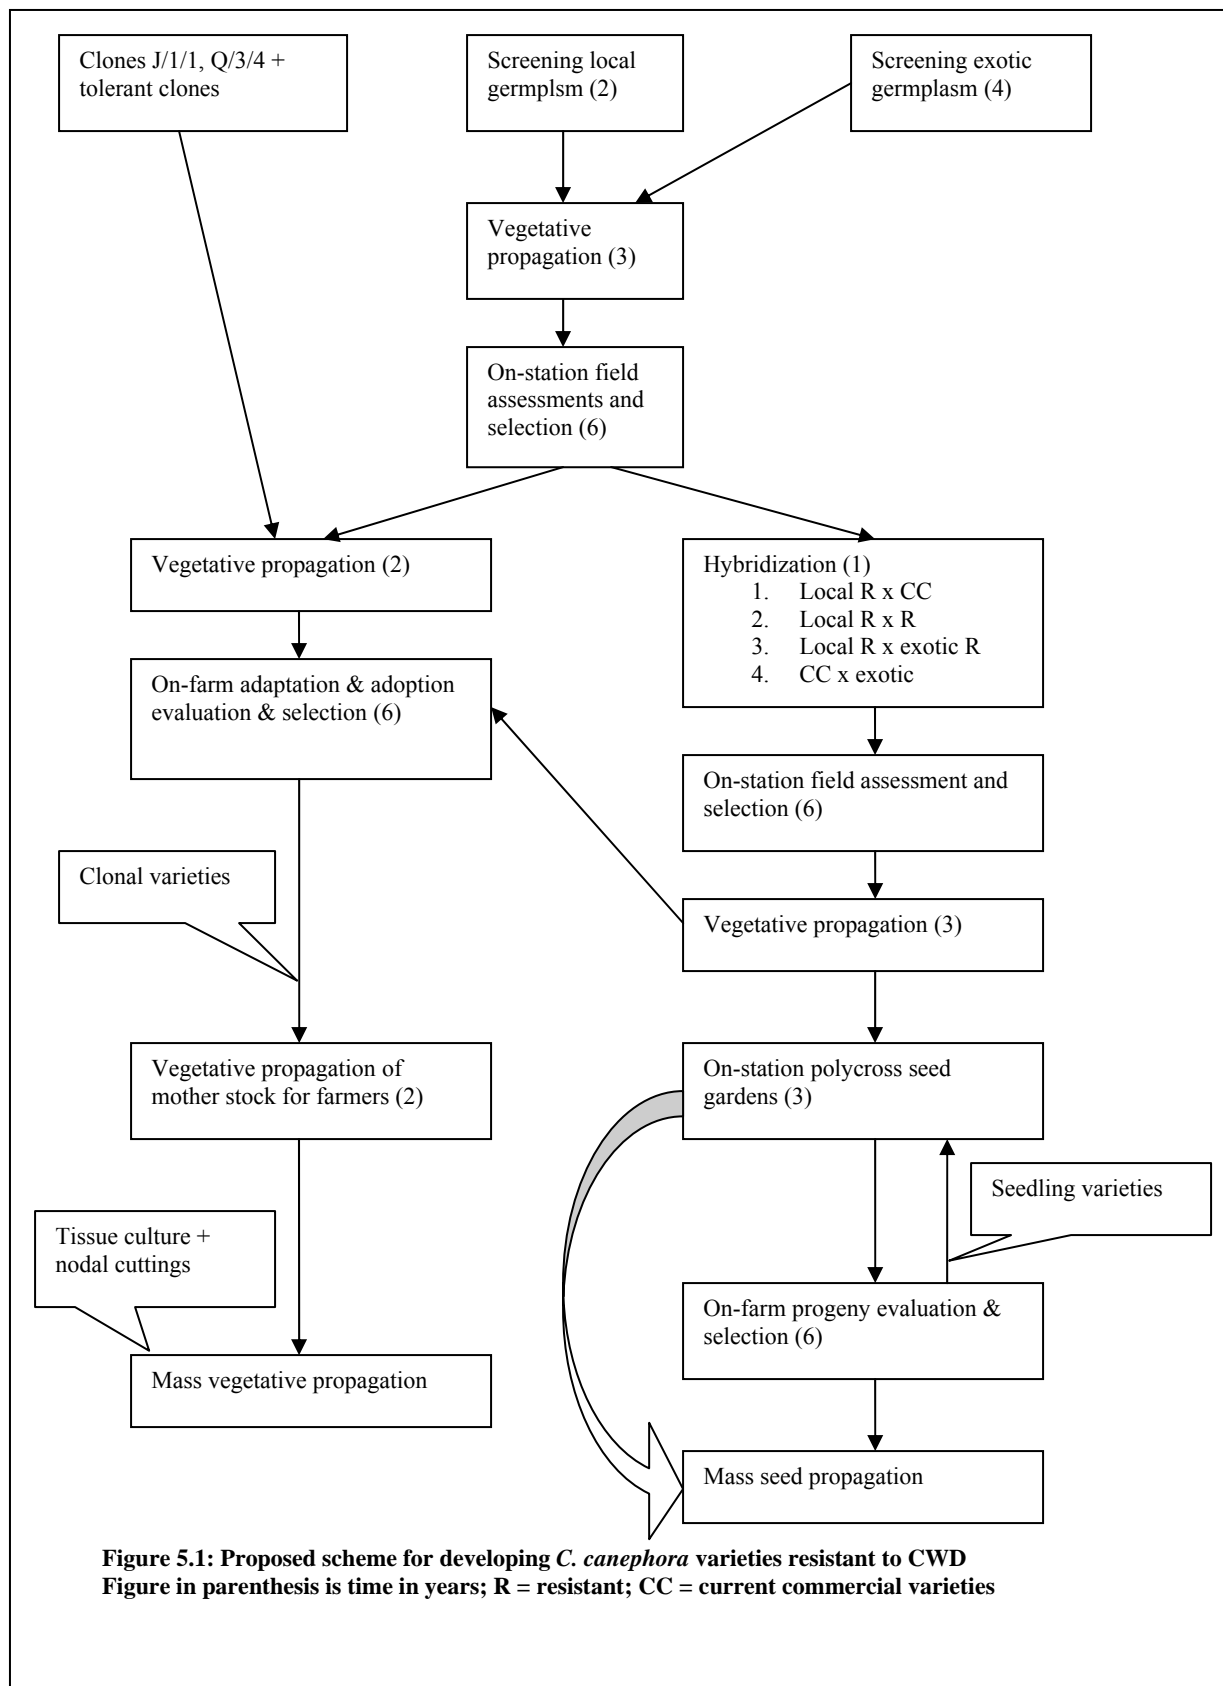 Clones J/1/1, Q/3/4 +
tolerant clones
Screening local
germplsm (2)
Screening exotic
germplasm (4)
Vegetative
propagation (3)
On-station field
assessments and
selection (6)
Vegetative propagation (2)
Hybridization (1)
1. Local R x CC
2. Local R x R
3. Local R x exotic R
4. CC x exotic
On-farm adaptation & adoption
evaluation & selection (6)
On-station field assessment and
selection (6)
Clonal varieties
Vegetative propagation (3)
Vegetative propagation of
mother stock for farmers (2)
On-station polycross seed
gardens (3)
Seedling varieties
Tissue culture +
nodal cuttings
On-farm progeny evaluation &
selection (6)
Mass vegetative propagation
Mass seed propagation
Figure 5.1: Proposed scheme for developing C. canephora varieties resistant to CWD
Figure in parenthesis is time in years; R = resistant; CC = current commercial varieties